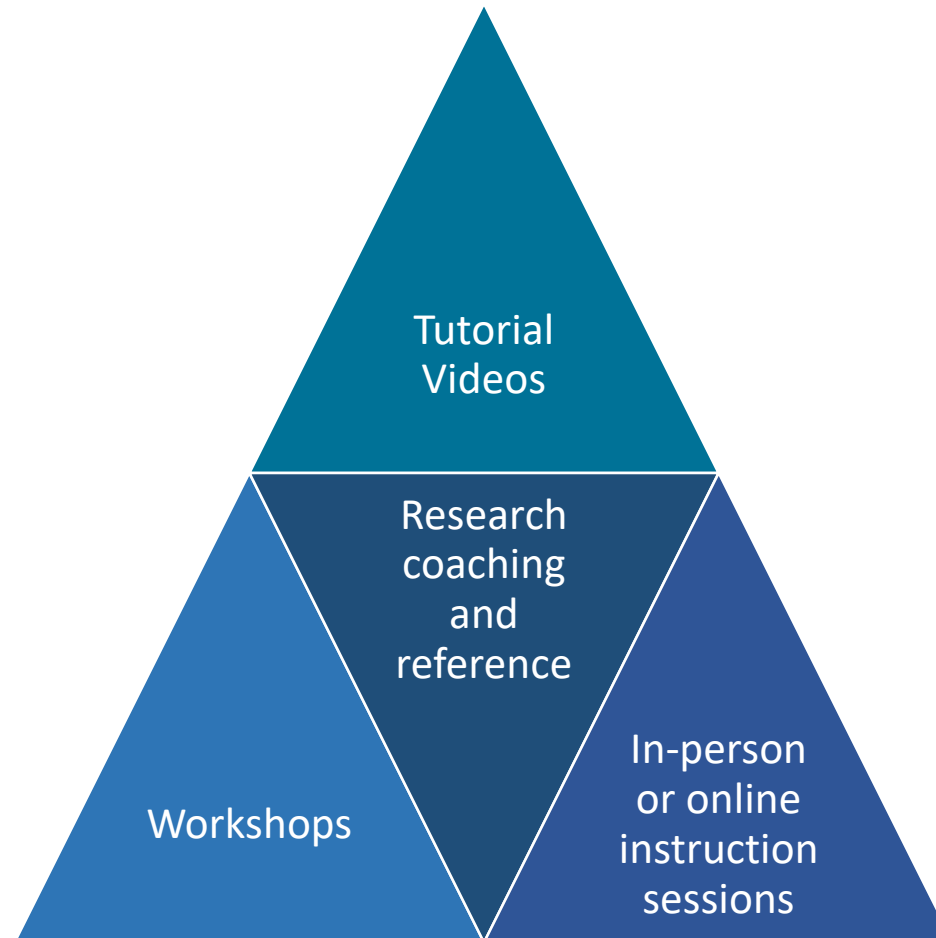 Tutorial
Videos
Research
coaching
and
reference
Workshops
In-person
or online
instruction
sessions